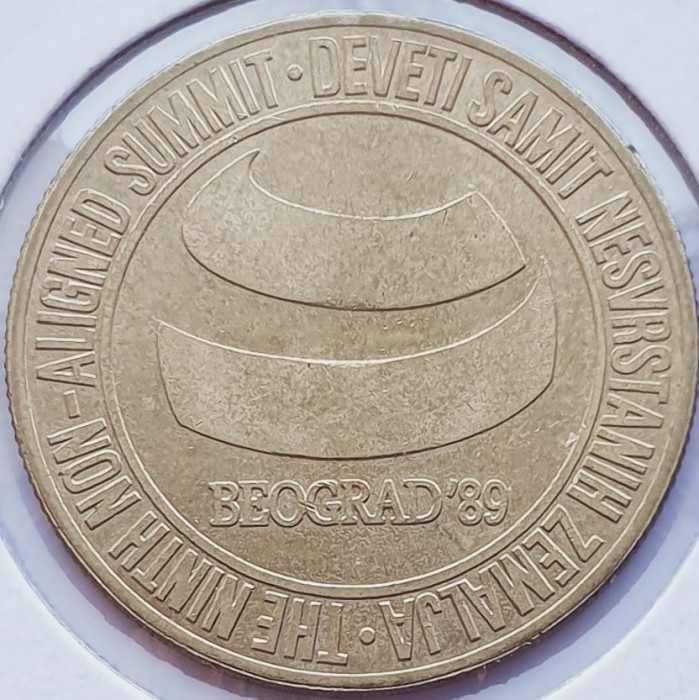 DEVETI SAMIT NESVRSTANIH ZEMALJA · THE NINTH NON-ALIGNED SUMMIT ·
BEOGRAD '89